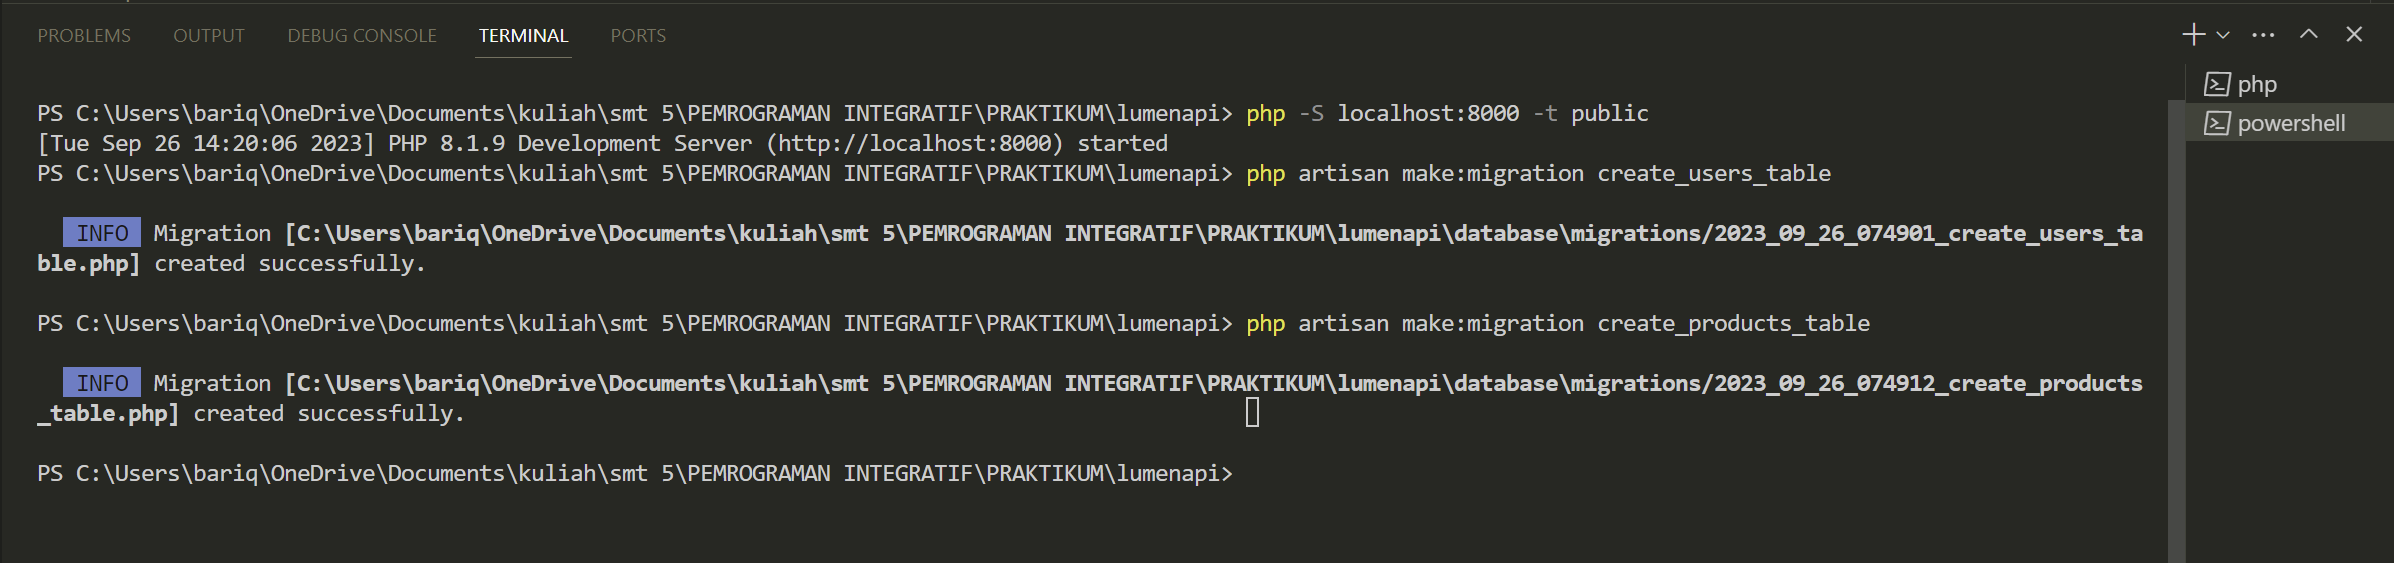 PROBLEMS OUTPUT DEBUG CONSOLE TERMINAL PORTS
PS C:\Users\bariq\OneDrive\Documents\kuliah\smt 5\PEMROGRAMAN INTEGRATIF\PRAKTIKUM\lumenapi> php -S localhost:8000 -t public
[Tue Sep 26 14:20:06 2023] PHP 8.1.9 Development Server (http://localhost:8000) started
PS C:\Users\bariq\OneDrive\Documents\kuliah\smt 5\PEMROGRAMAN INTEGRATIF\PRAKTIKUM\lumenapi> php artisan make:migration create_users_table
INFO Migration [C:\Users\bariq\OneDrive\Documents\kuliah\smt 5\PEMROGRAMAN INTEGRATIF\PRAKTIKUM\lumenapi\database\migrations/2023_09_26_074901_create_users_ta
ble.php] created successfully.
PS C:\Users\bariq\OneDrive\Documents\kuliah\smt 5\PEMROGRAMAN INTEGRATIF\PRAKTIKUM\lumenapi> php artisan make:migration create_products_table
INFO Migration [C:\Users\bariq\OneDrive\Documents\kuliah\smt 5\PEMROGRAMAN INTEGRATIF\PRAKTIKUM\lumenapi\database\migrations/2023_09_26_074912_create_products
_table.php] created successfully.
PS C:\Users\bariq\OneDrive\Documents\kuliah\smt 5\PEMROGRAMAN INTEGRATIF\PRAKTIKUM\lumenapi>
php
powershell